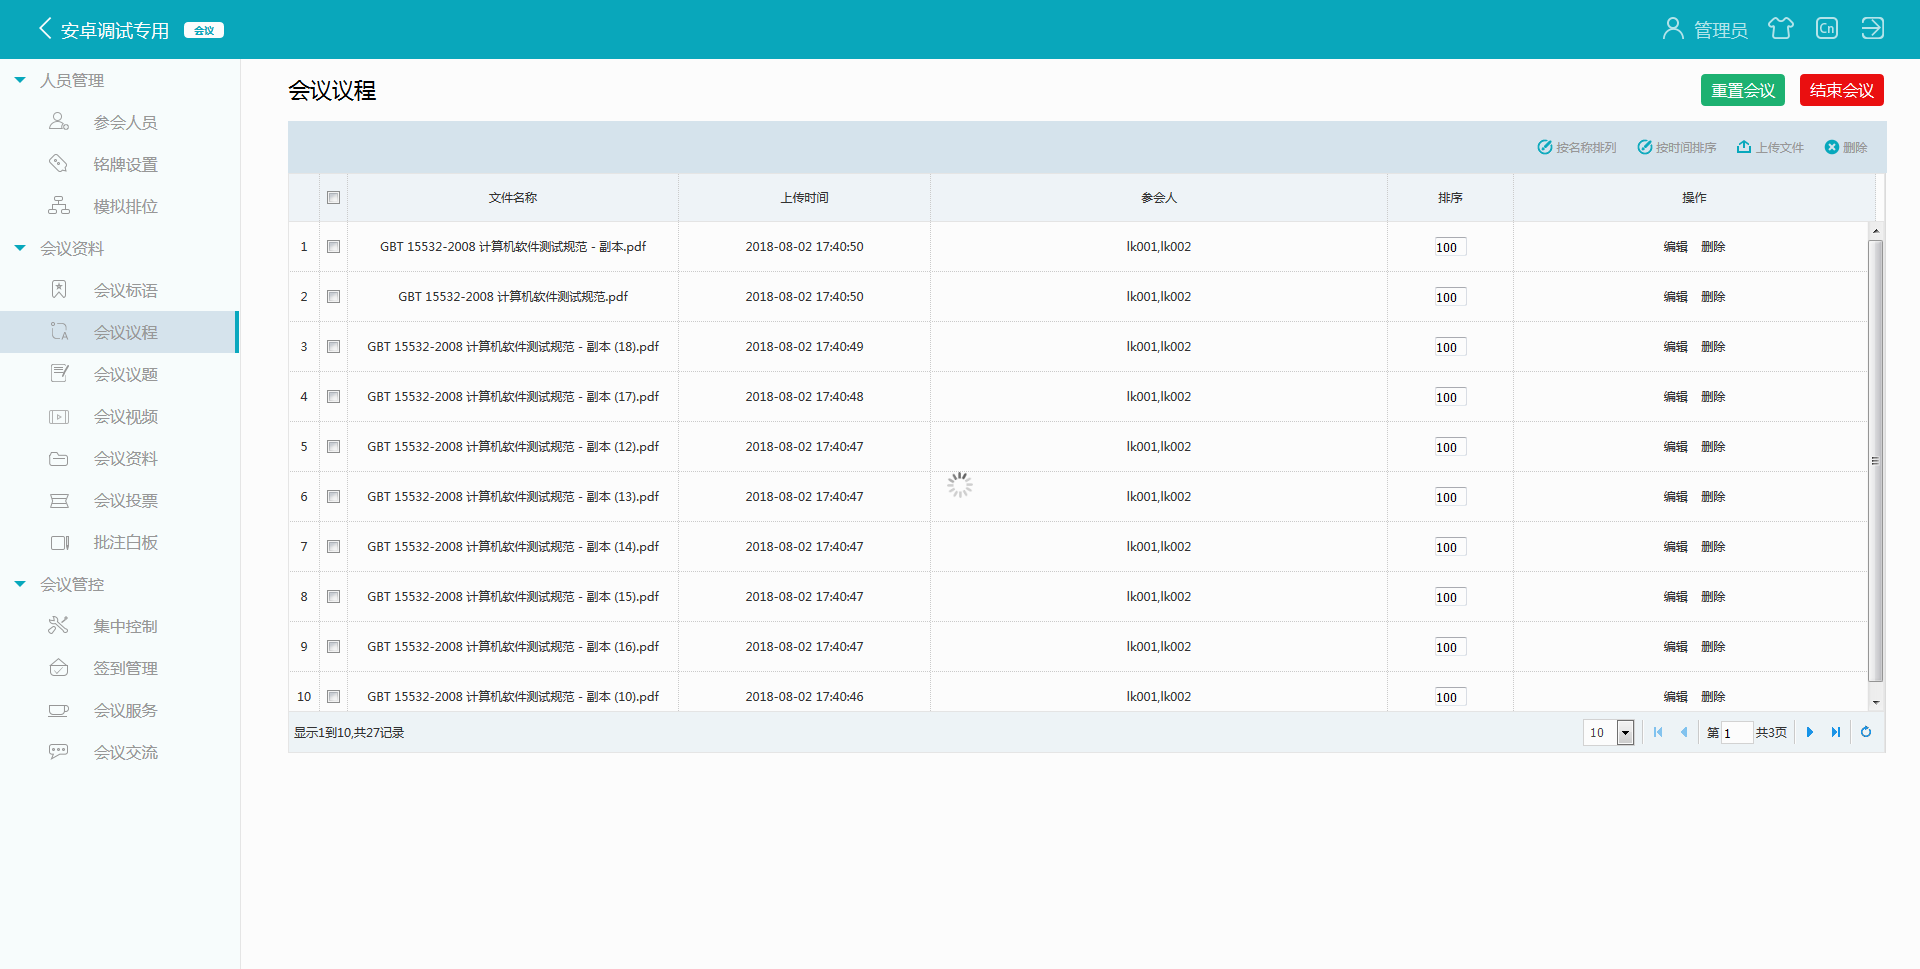 安卓调试专用 会议 管理员 Cn
人员管理
参会人员
铭牌设置
模拟排位
会议资料
会议标语
会议议程
会议议题
会议视频
会议资料
会议投票
批注白板
会议管控
集中控制
签到管理
会议服务
会议交流
会议议程 重置会议 结束会议
按名称排列 按时间排序 上传文件 删除
文件名称 上传时间 参会人 排序 操作
1 GBT 15532-2008 计算机软件测试规范 - 副本.pdf 2018-08-02 17:40:50 lk001,lk002 100 编辑 删除
2 GBT 15532-2008 计算机软件测试规范.pdf 2018-08-02 17:40:50 lk001,lk002 100 编辑 删除
3 GBT 15532-2008 计算机软件测试规范 - 副本 (18).pdf 2018-08-02 17:40:49 lk001,lk002 100 编辑 删除
4 GBT 15532-2008 计算机软件测试规范 - 副本 (17).pdf 2018-08-02 17:40:48 lk001,lk002 100 编辑 删除
5 GBT 15532-2008 计算机软件测试规范 - 副本 (12).pdf 2018-08-02 17:40:47 lk001,lk002 100 编辑 删除
6 GBT 15532-2008 计算机软件测试规范 - 副本 (13).pdf 2018-08-02 17:40:47 lk001,lk002 100 编辑 删除
7 GBT 15532-2008 计算机软件测试规范 - 副本 (14).pdf 2018-08-02 17:40:47 lk001,lk002 100 编辑 删除
8 GBT 15532-2008 计算机软件测试规范 - 副本 (15).pdf 2018-08-02 17:40:47 lk001,lk002 100 编辑 删除
9 GBT 15532-2008 计算机软件测试规范 - 副本 (16).pdf 2018-08-02 17:40:47 lk001,lk002 100 编辑 删除
10 GBT 15532-2008 计算机软件测试规范 - 副本 (10).pdf 2018-08-02 17:40:46 lk001,lk002 100 编辑 删除
显示1到10,共27记录 10 第 1 共3页